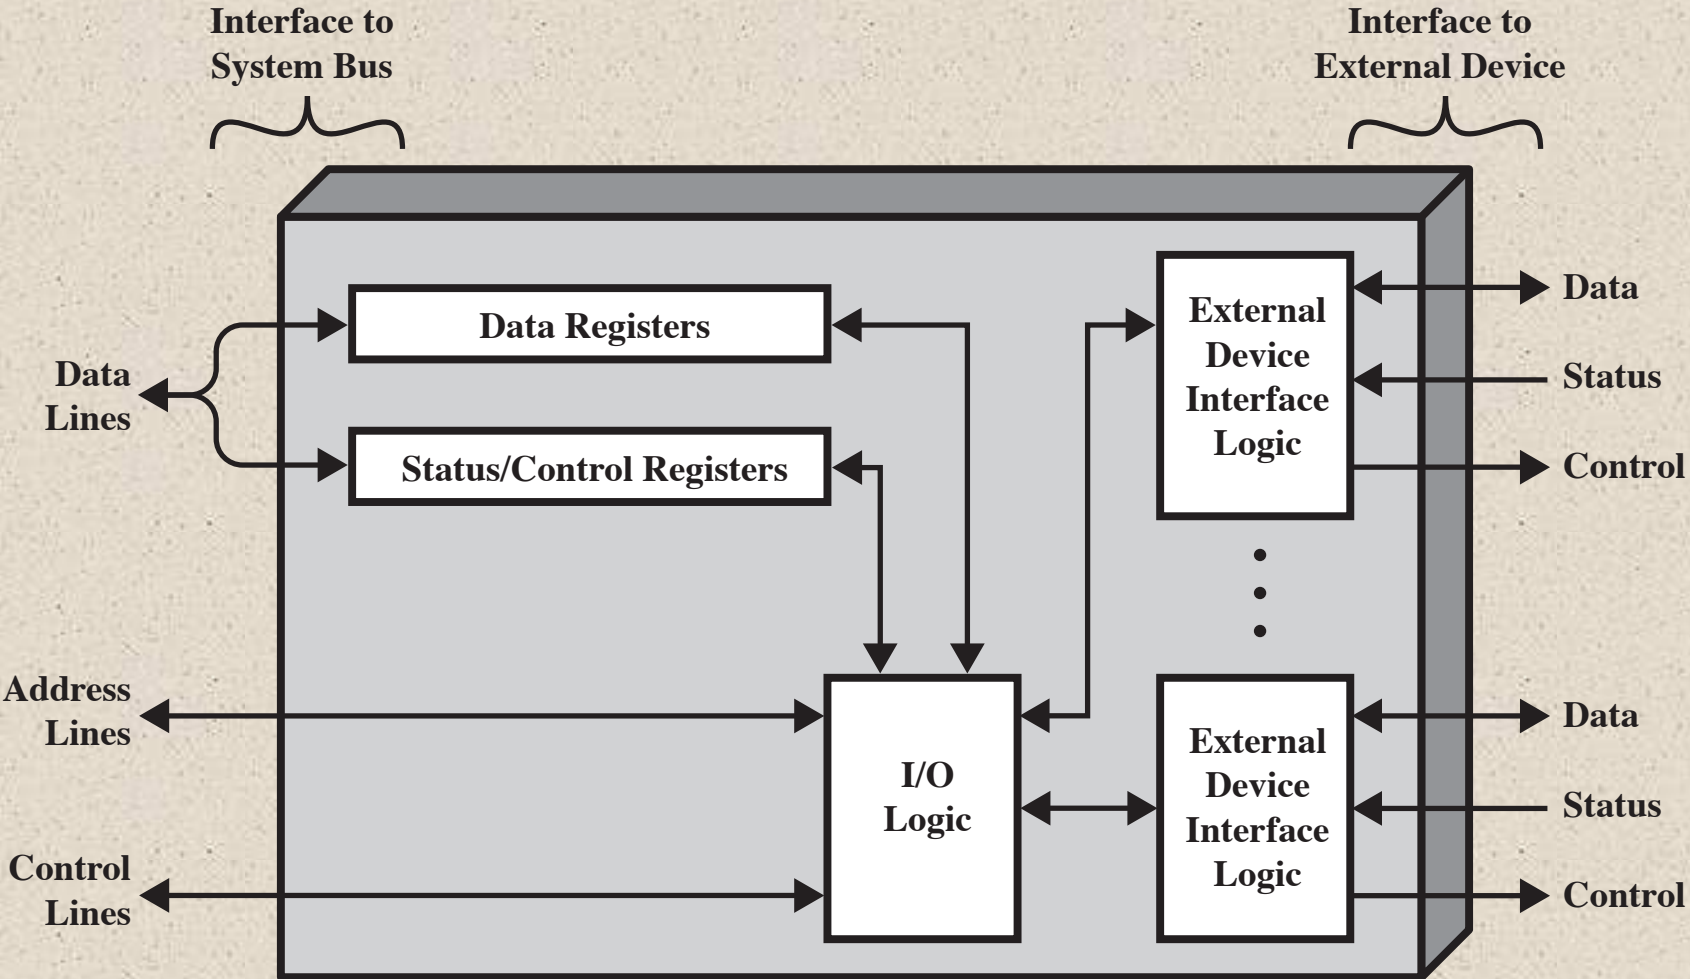 Interface to
System Bus
Interface to
External Device
Data Registers
Status/Control Registers
Data
Lines
Address
Lines
Control
Lines
I/O
Logic
External
Device
Interface
Logic
Data
Status
Control
External
Device
Interface
Logic
Data
Status
Control